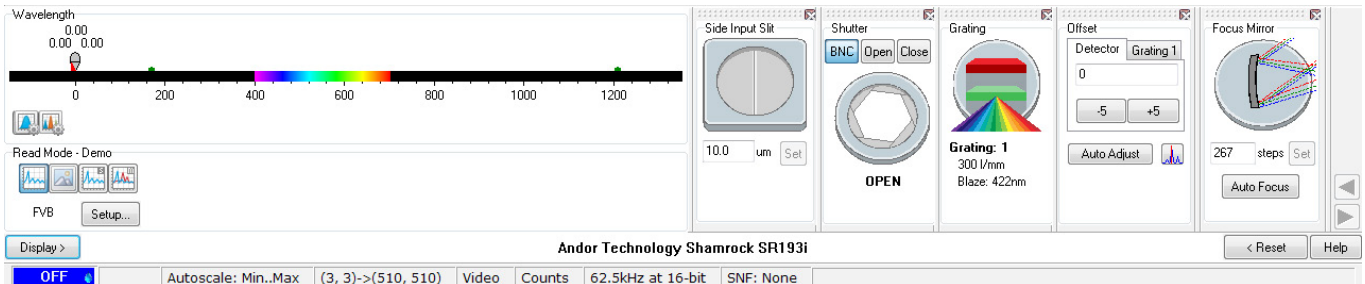 Wavelength
0.00
0.00 0.00
0 200 400 600 800 1000 1200
Read Mode - Demo
FVB
Setup...
Side Input Slit
10.0 um Set
Shutter
BNC Open Close
OPEN
Grating
Grating: 1
300 l/mm
Blaze: 422nm
Offset
Detector Grating 1
0
-5 +5
Auto Adjust
Focus Mirror
267 steps Set
Auto Focus
Display >
Andor Technology Shamrock SR193i
< Reset Help
OFF Autoscale: Min..Max (3, 3)->(510, 510) Video Counts 62.5kHz at 16-bit SNF: None